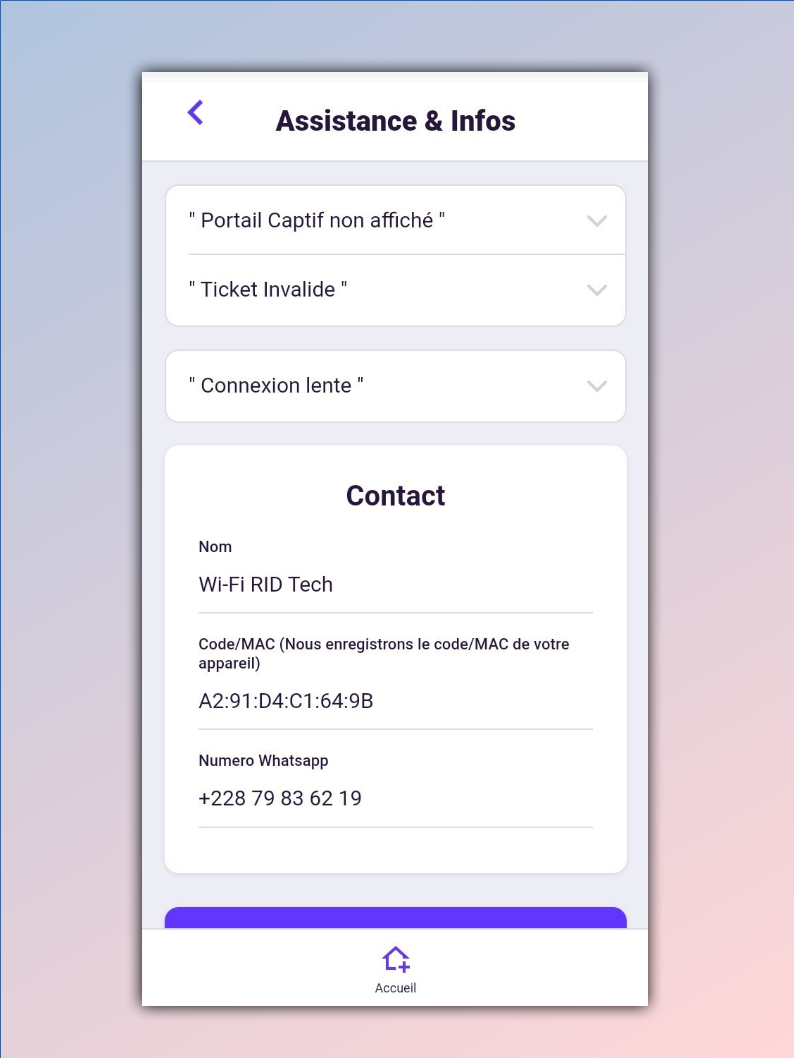 Assistance & Infos
" Portail Captif non affiché "
" Ticket Invalide "
" Connexion lente "
Contact
Nom
Wi-Fi RID Tech
Code/MAC (Nous enregistrons le code/MAC de votre
appareil)
A2:91:D4:C1:64:9B
Numero Whatsapp
+228 79 83 62 19
Accueil